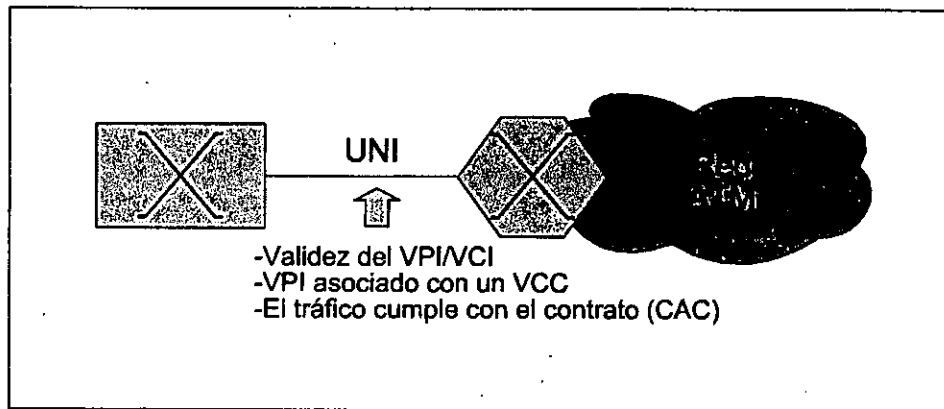 UNI
-Validez del VPI/VCI
-VPI asociado con un VCC
-El tráfico cumple con el contrato (CAC)